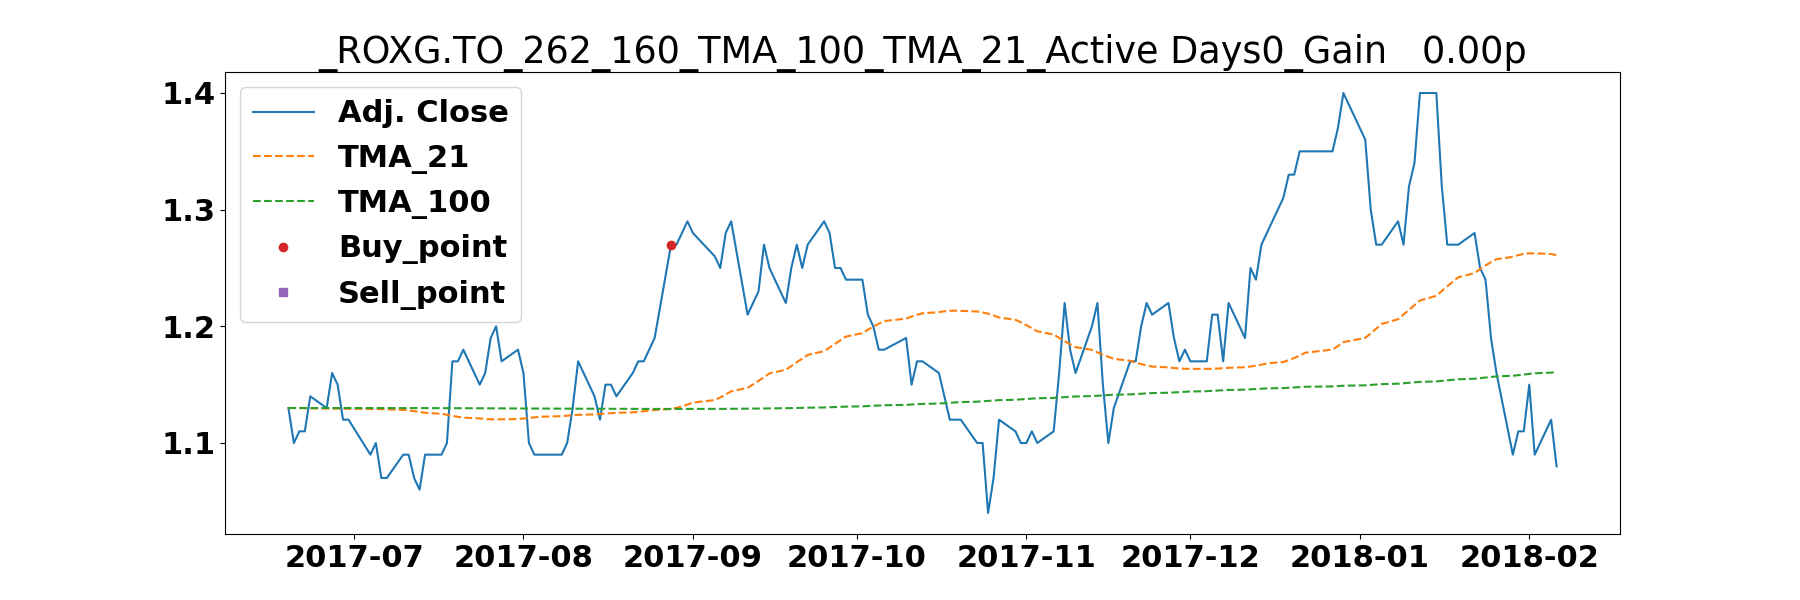 _ROXG.TO_262_160_TMA_100_TMA_21_Active Days0_Gain   0.00p
1.4
1.3
1.2
1.1
Adj. Close
TMA_21
TMA_100
Buy_point
Sell_point
2017-07 2017-08 2017-09 2017-10 2017-11 2017-12 2018-01 2018-02